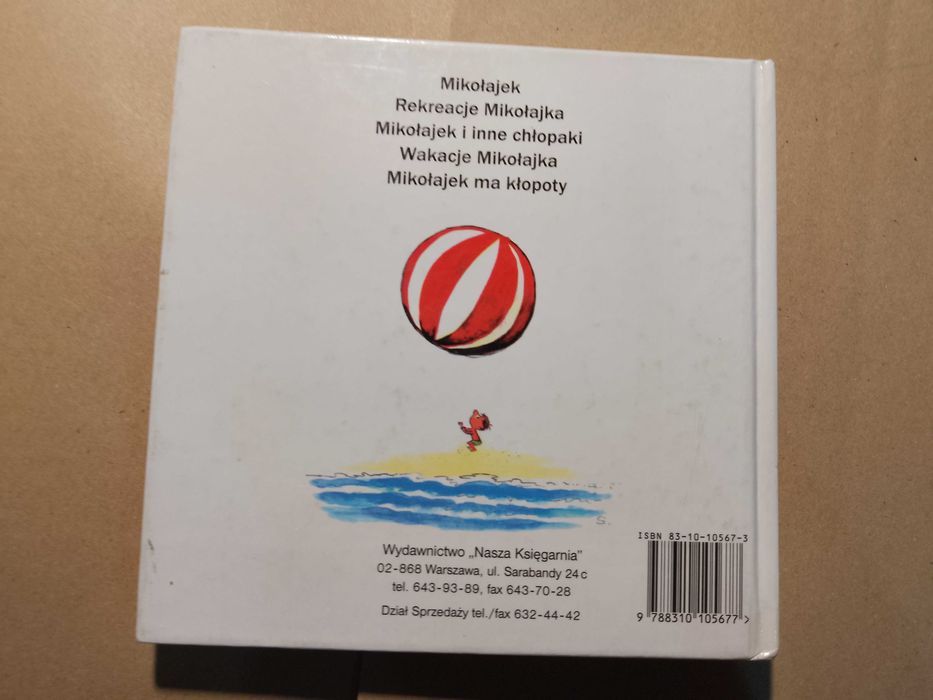 Mikołajek
Rekreacje Mikołajka
Mikołajek i inne chłopaki
Wakacje Mikołajka
Mikołajek ma kłopoty
S.
Wydawnictwo „Nasza Księgarnia”
02-868 Warszawa, ul. Sarabandy 24c
tel. 643-93-89, fax 643-70-28
Dział Sprzedaży tel./fax 632-44-42
ISBN 83-10-10567-3
9 788310 105677 >